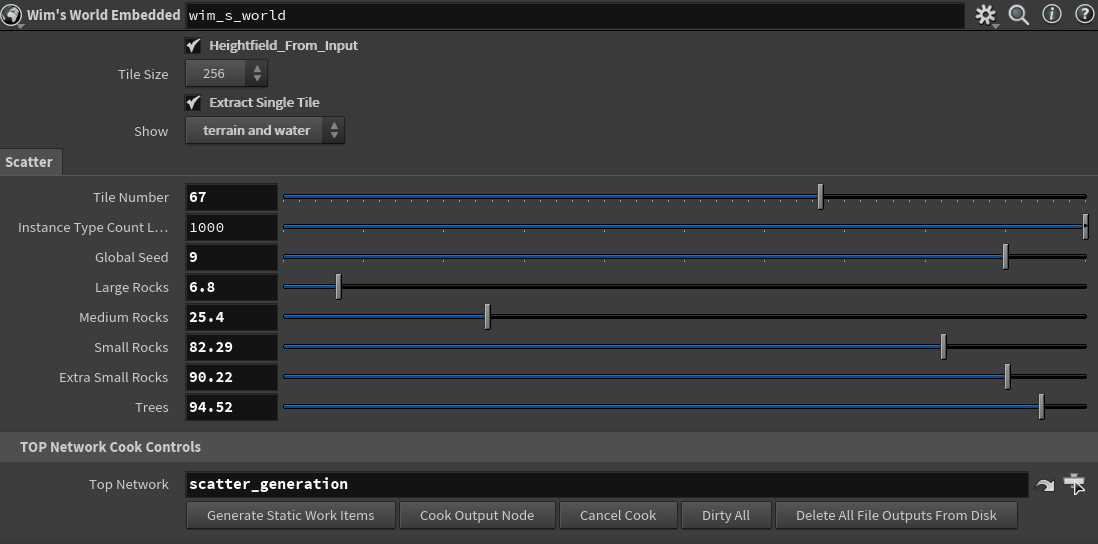 Wim's World Embedded wim_s_world
Heightfield_From_Input
Tile Size 256
Extract Single Tile
Show terrain and water
Scatter
Tile Number 67
Instance Type Count L... 1000
Global Seed 9
Large Rocks 6.8
Medium Rocks 25.4
Small Rocks 82.29
Extra Small Rocks 90.22
Trees 94.52
TOP Network Cook Controls
Top Network scatter_generation
Generate Static Work Items Cook Output Node Cancel Cook Dirty All Delete All File Outputs From Disk